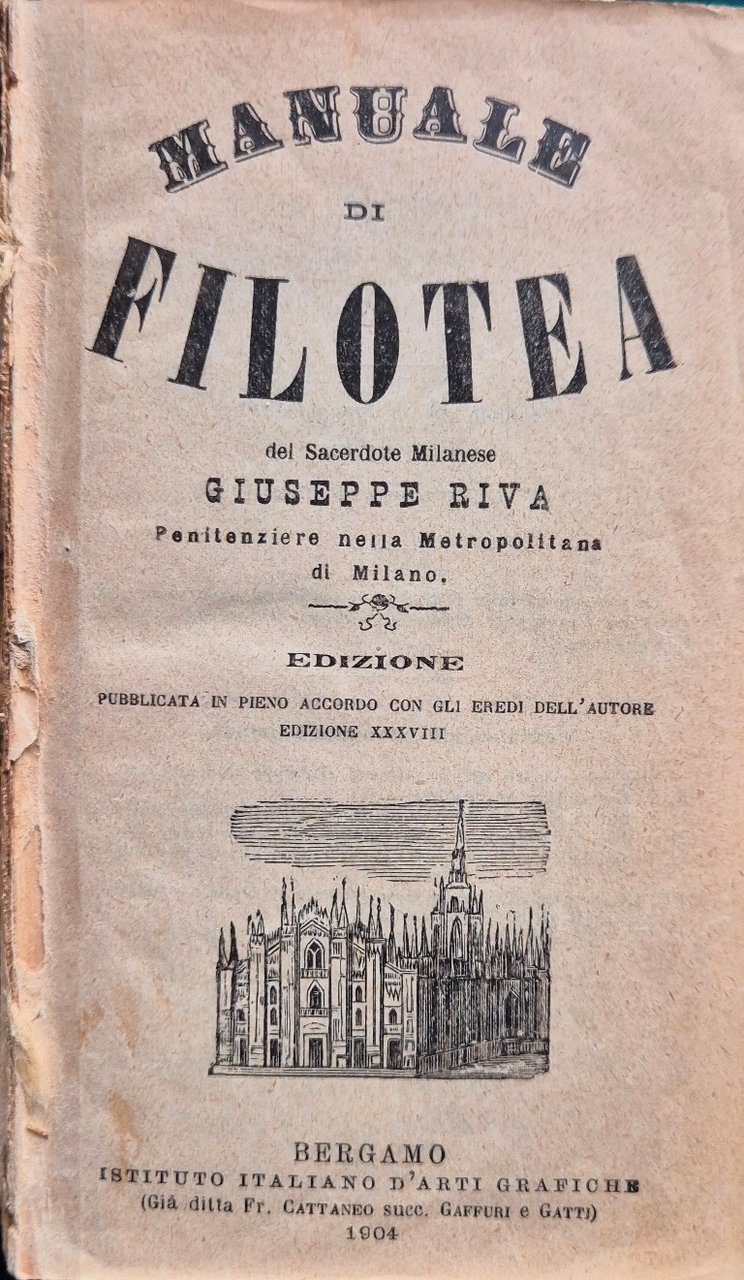 MANUALE
DI
FILOTEA
del Sacerdote Milanese
GIUSEPPE RIVA
Penitenziere nella Metropolitana
di Milano.
EDIZIONE
PUBBLICATA IN PIENO ACCORDO CON GLI EREDI DELL'AUTORE
EDIZIONE XXXVIII
BERGAMO
ISTITUTO ITALIANO D'ARTI GRAFICHE
(Già ditta Fr. CATTANEO succ. GAFFURI e GATTI)
1904